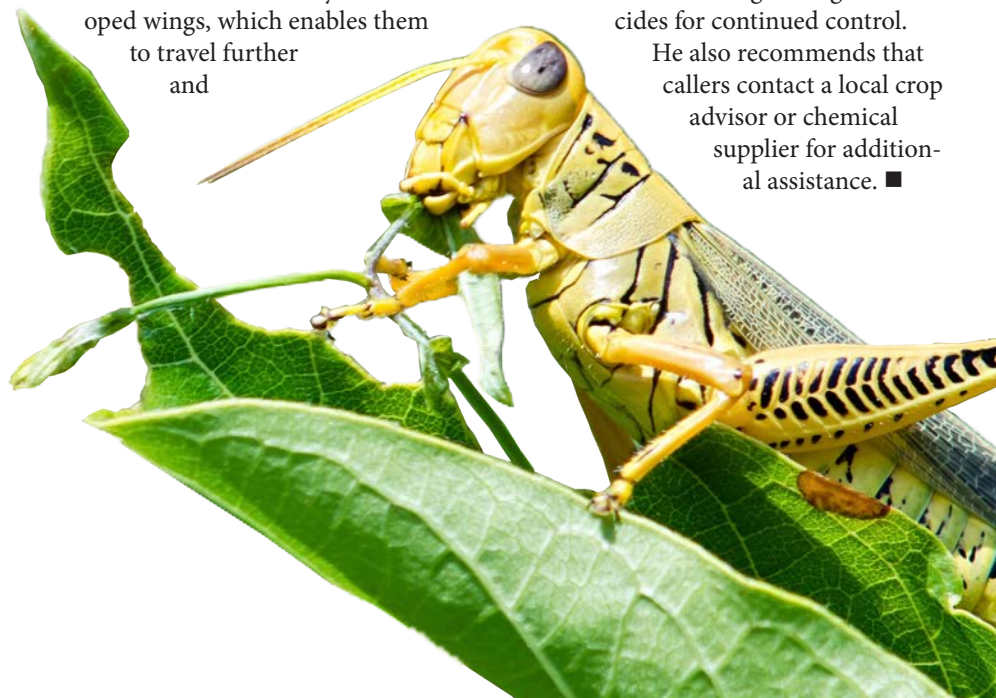 oped wings, which enables them
to travel further
and
cides for continued control.
He also recommends that
callers contact a local crop
advisor or chemical
supplier for addition-
al assistance. ■